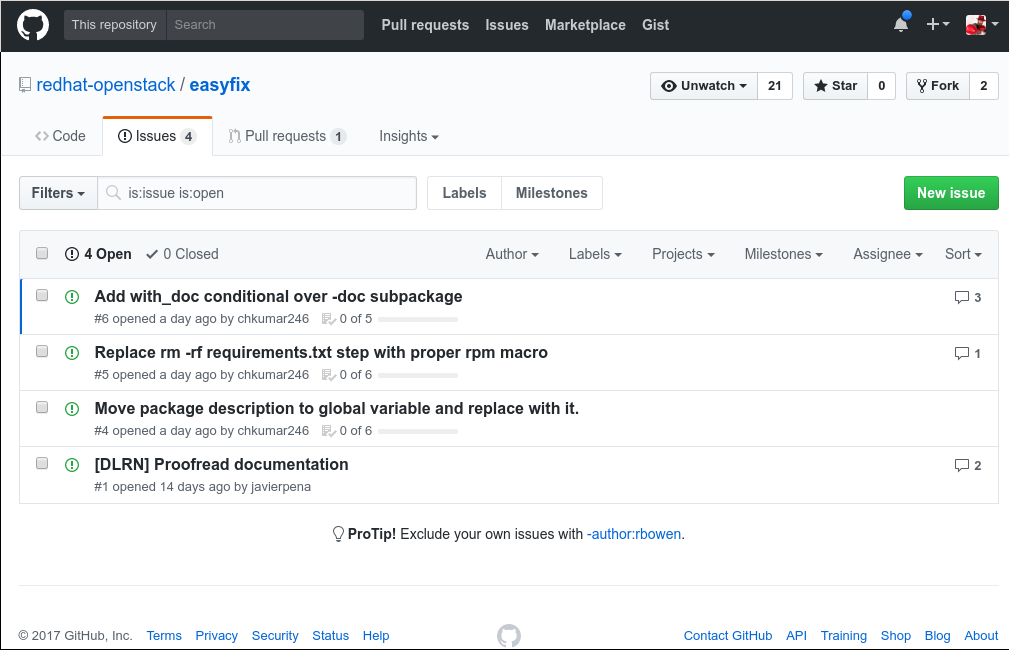 This repository Search Pull requests Issues Marketplace Gist
redhat-openstack / easyfix Unwatch 21 Star 0 Fork 2
Code Issues 4 Pull requests 1 Insights
Filters is:issue is:open Labels Milestones New issue
4 Open 0 Closed Author Labels Projects Milestones Assignee Sort
Add with_doc conditional over -doc subpackage 3
#6 opened a day ago by chkumar246 0 of 5
Replace rm -rf requirements.txt step with proper rpm macro 1
#5 opened a day ago by chkumar246 0 of 6
Move package description to global variable and replace with it.
#4 opened a day ago by chkumar246 0 of 6
[DLRN] Proofread documentation 2
#1 opened 14 days ago by javierpena
ProTip! Exclude your own issues with -author:rbowen.
© 2017 GitHub, Inc. Terms Privacy Security Status Help Contact GitHub API Training Shop Blog About